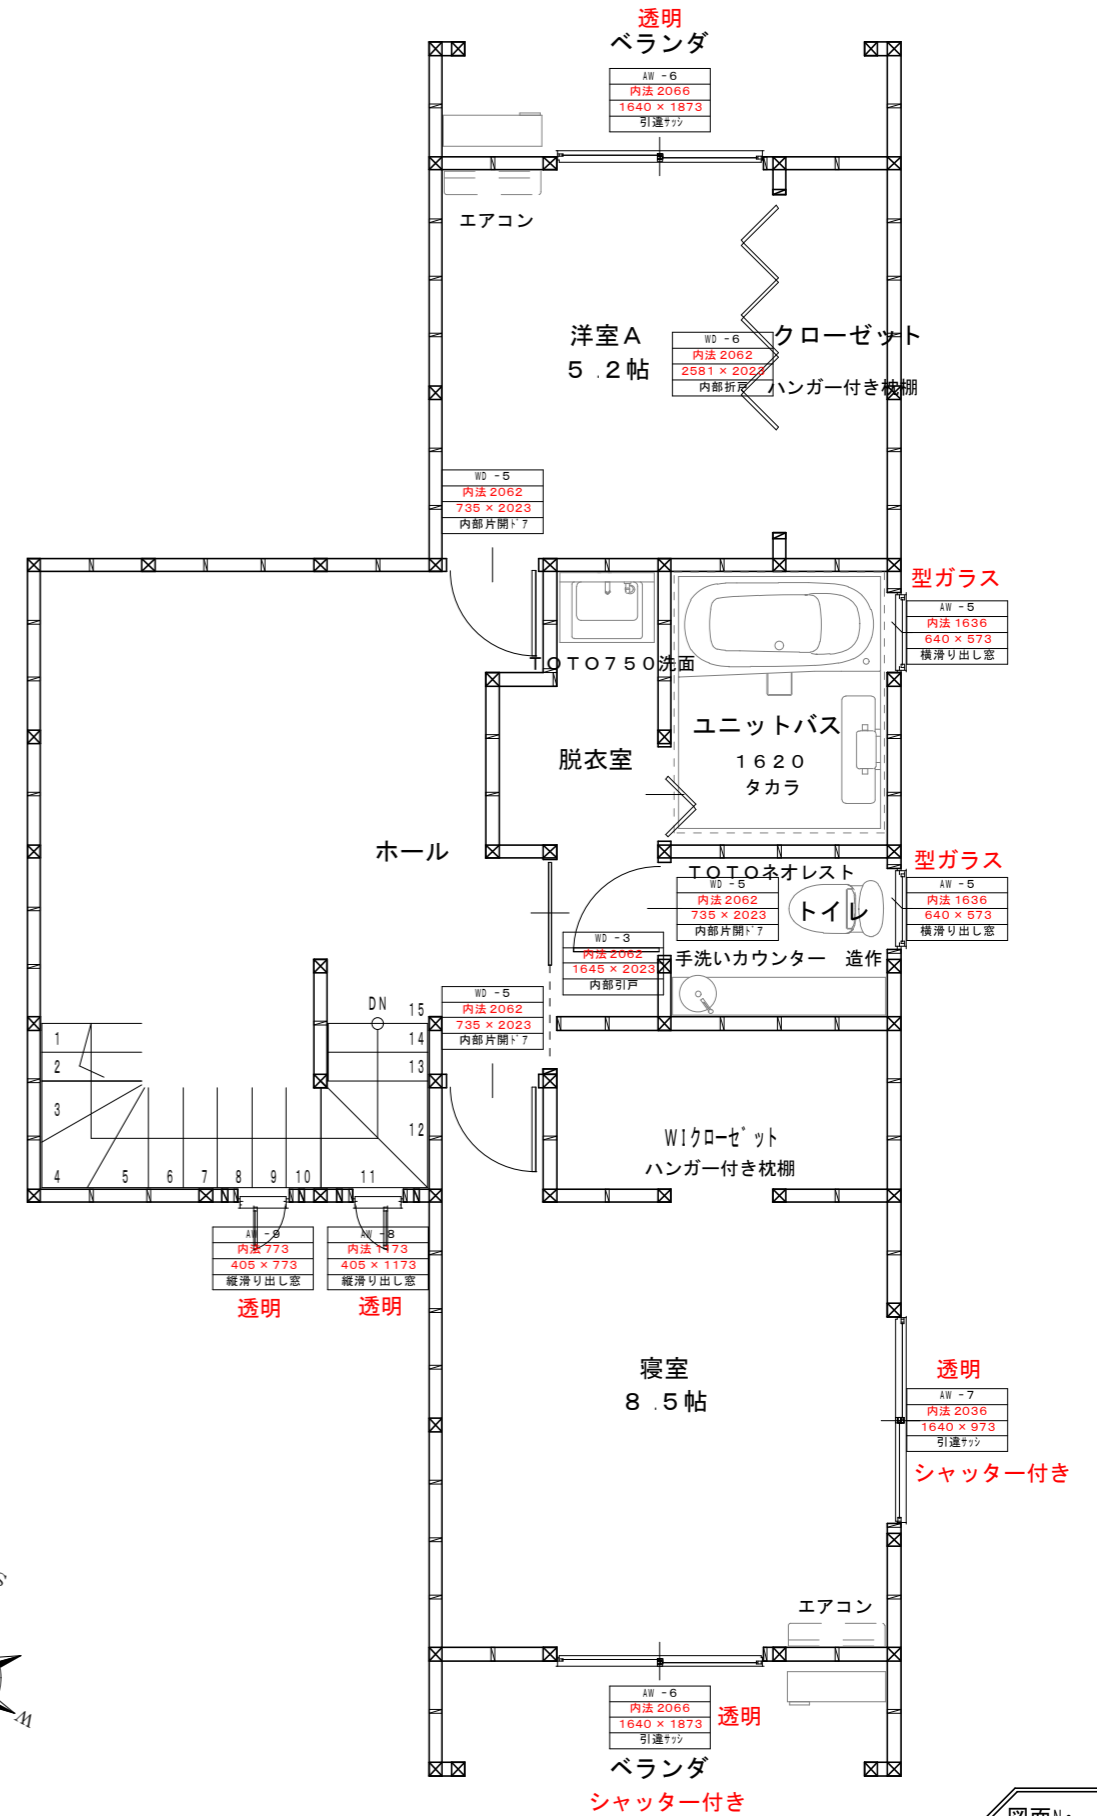 透明
ベランダ
AW -6
内法 2066
1640 × 1873
引違サッシ
エアコン
洋室A
5.2帖
WD -6
内法 2062
2581 × 2023
内部折戸
クローゼット
ハンガー付き枕棚
WD -5
内法 2062
735 × 2023
内部片開ドア
型ガラス
AW -5
内法 1636
640 × 573
横滑り出し窓
TOTO750洗面
脱衣室
ユニットバス
1620
タカラ
ホール
型ガラス
AW -5
内法 1636
640 × 573
横滑り出し窓
TOTOネオレスト
WD -5
内法 2062
735 × 2023
内部片開ドア
トイレ
WD -3
内法 2062
1645 × 2023
内部引戸
手洗いカウンター 造作
WD -5
内法 2062
735 × 2023
内部片開ドア
DN
15
14
13
12
1
2
3
4
5
6
7
8
9
10
11
WIクローゼット
ハンガー付き枕棚
AW -9
内法 773
405 × 773
縦滑り出し窓
透明
AW -8
内法 1173
405 × 1173
縦滑り出し窓
透明
寝室
8.5帖
透明
AW -7
内法 2036
1640 × 973
引違サッシ
シャッター付き
エアコン
S
W
AW -6
内法 2066
1640 × 1873
引違サッシ
透明
ベランダ
シャッター付き